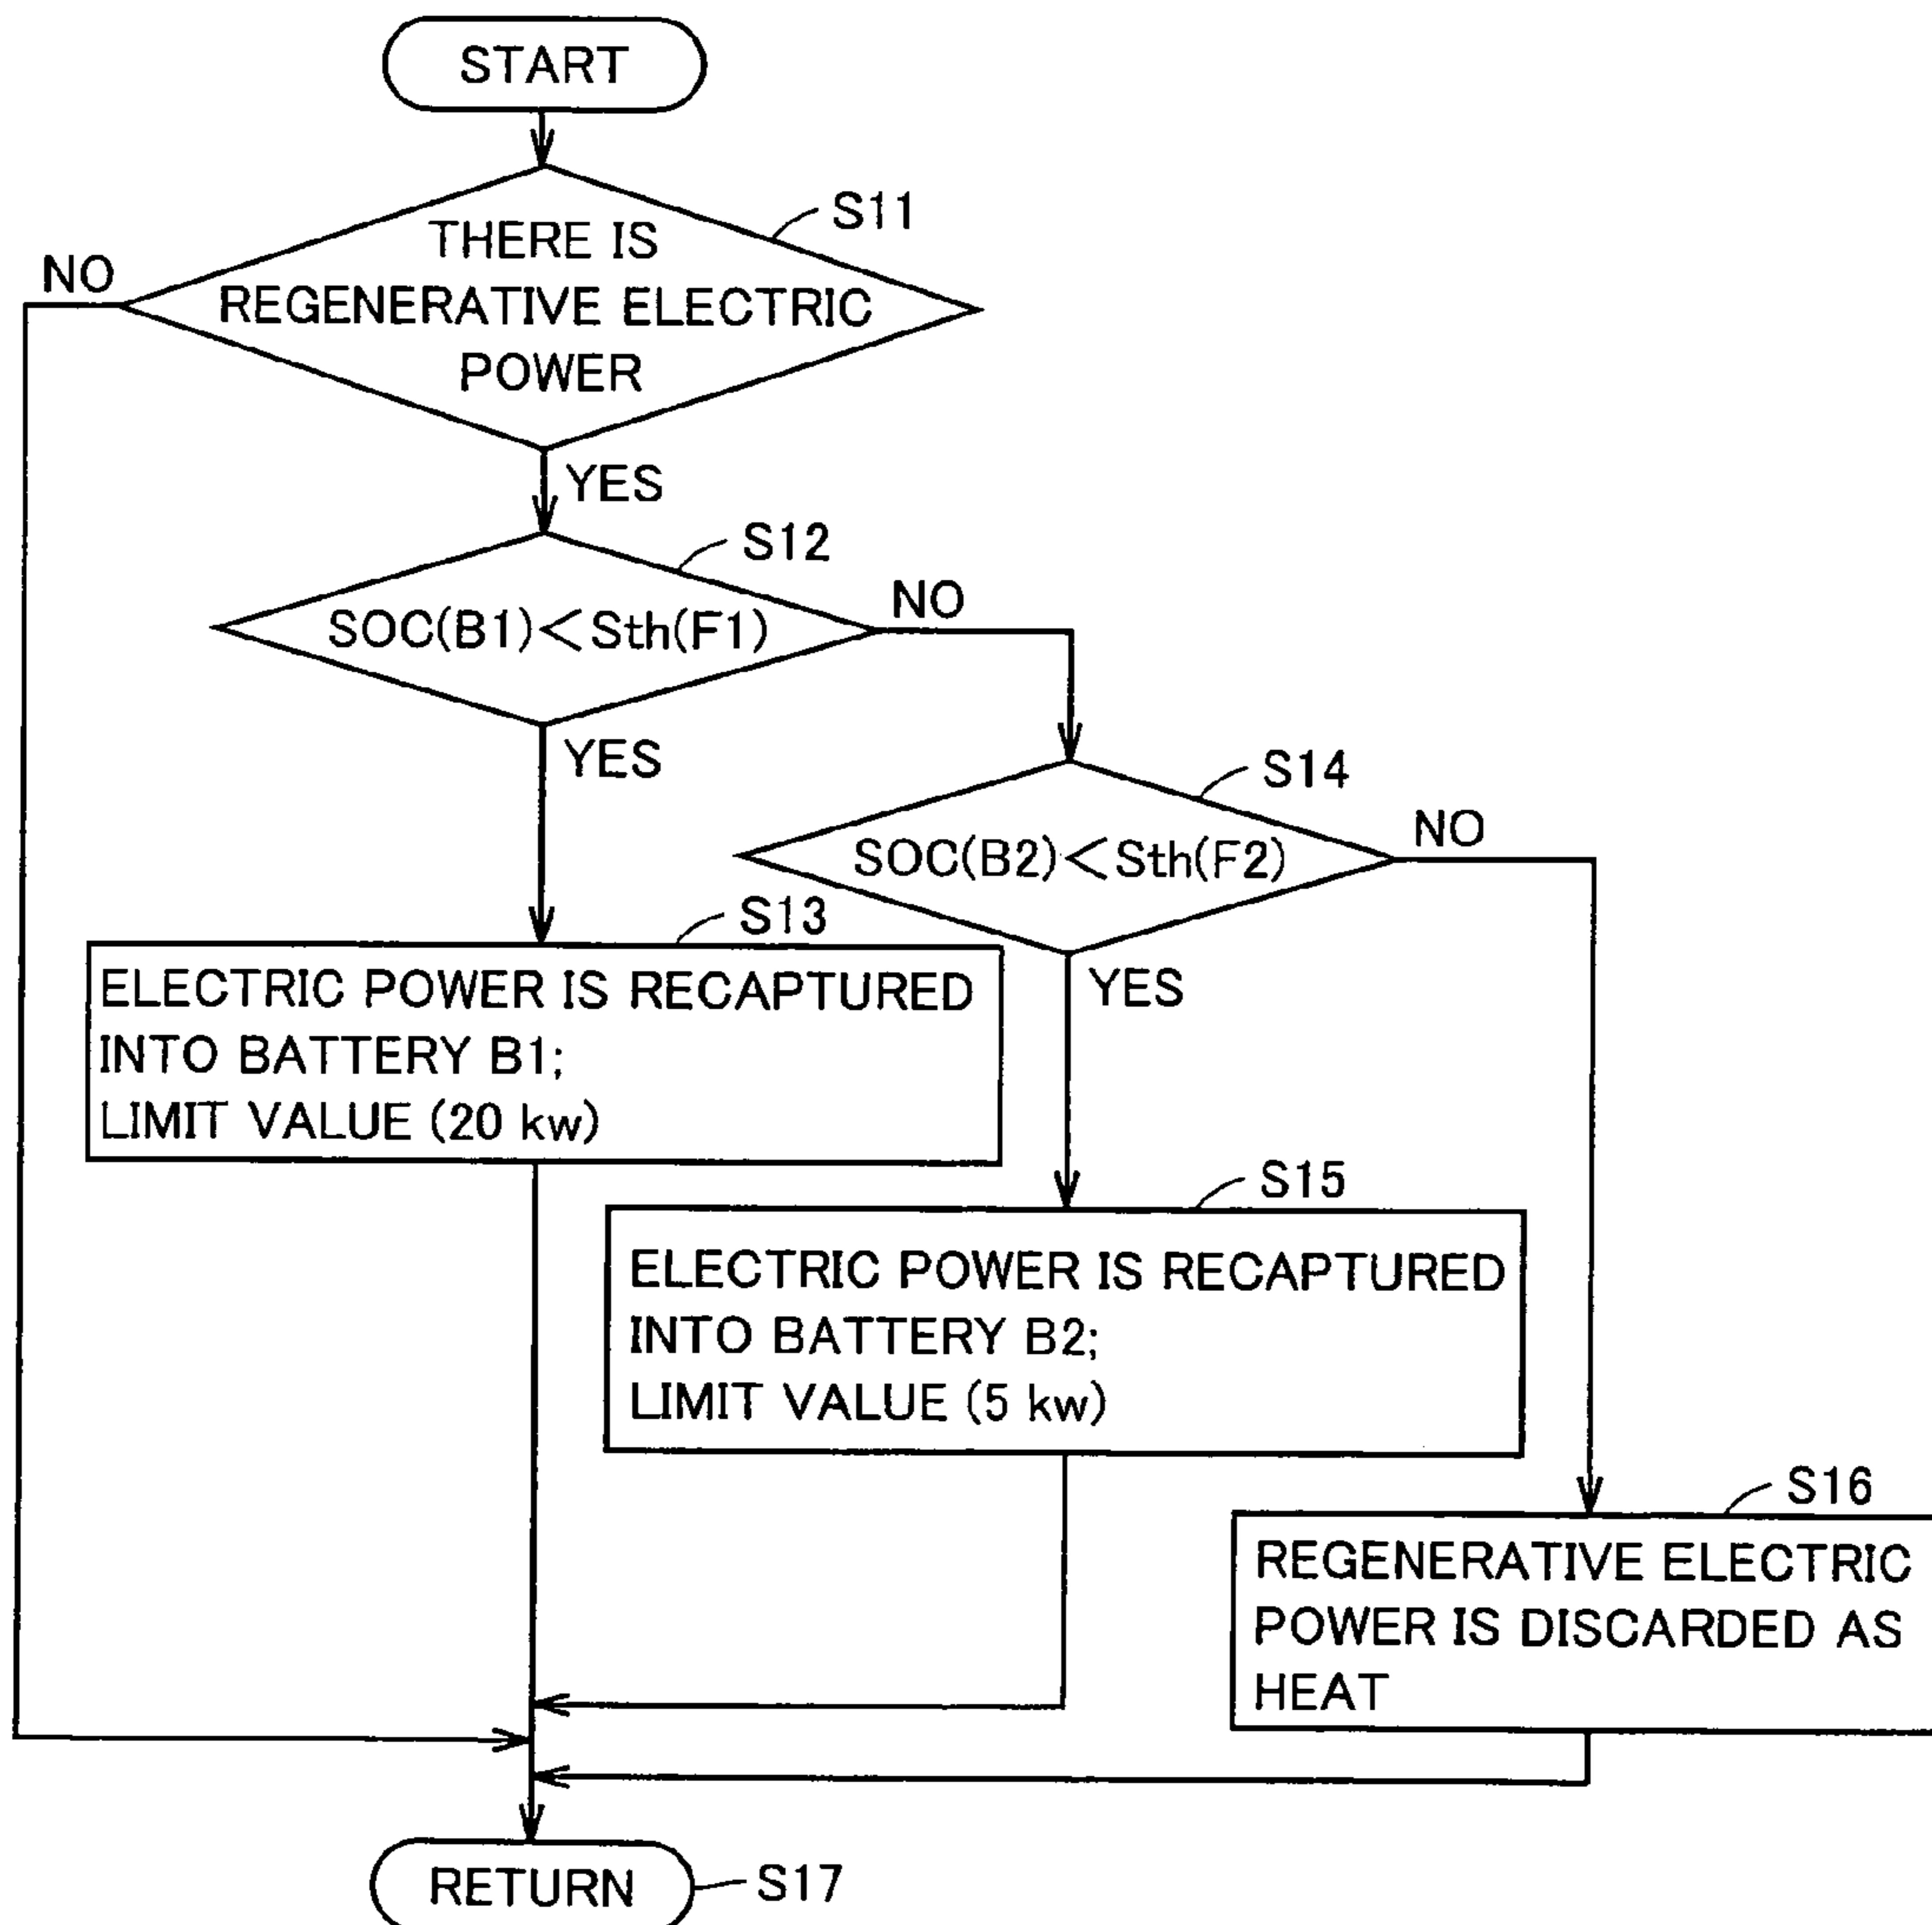 START
S11
THERE IS
REGENERATIVE ELECTRIC
POWER
NO
YES
S12
SOC(B1)<Sth(F1)
NO
YES
S14
SOC(B2)<Sth(F2)
NO
YES
S13
ELECTRIC POWER IS RECAPTURED
INTO BATTERY B1;
LIMIT VALUE (20 kw)
S15
ELECTRIC POWER IS RECAPTURED
INTO BATTERY B2;
LIMIT VALUE (5 kw)
S16
REGENERATIVE ELECTRIC
POWER IS DISCARDED AS
HEAT
RETURN
S17